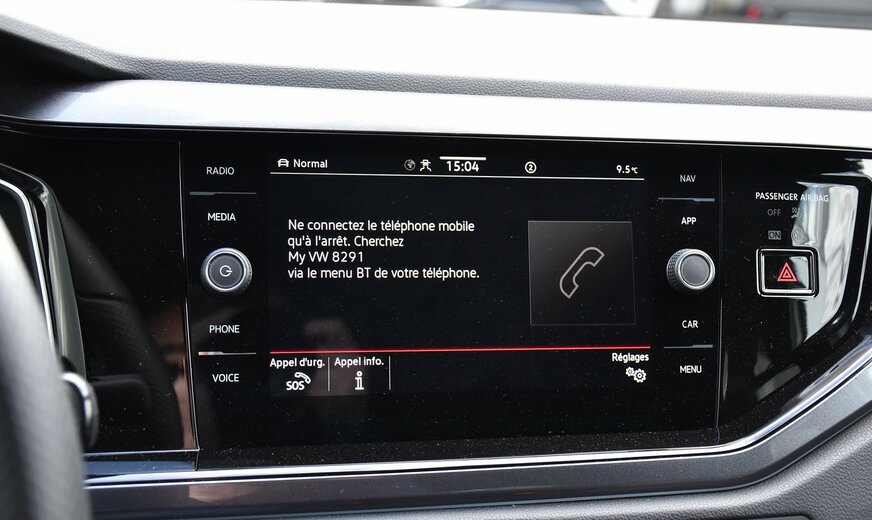 RADIO
MEDIA
PHONE
VOICE
Normal
15:04
2
9.5°C
Ne connectez le téléphone mobile
qu'à l'arrêt. Cherchez
My VW 8291
via le menu BT de votre téléphone.
Appel d'urg.
SOS
Appel info.
Réglages
NAV
APP
CAR
MENU
PASSENGER AIR BAG
OFF
ON